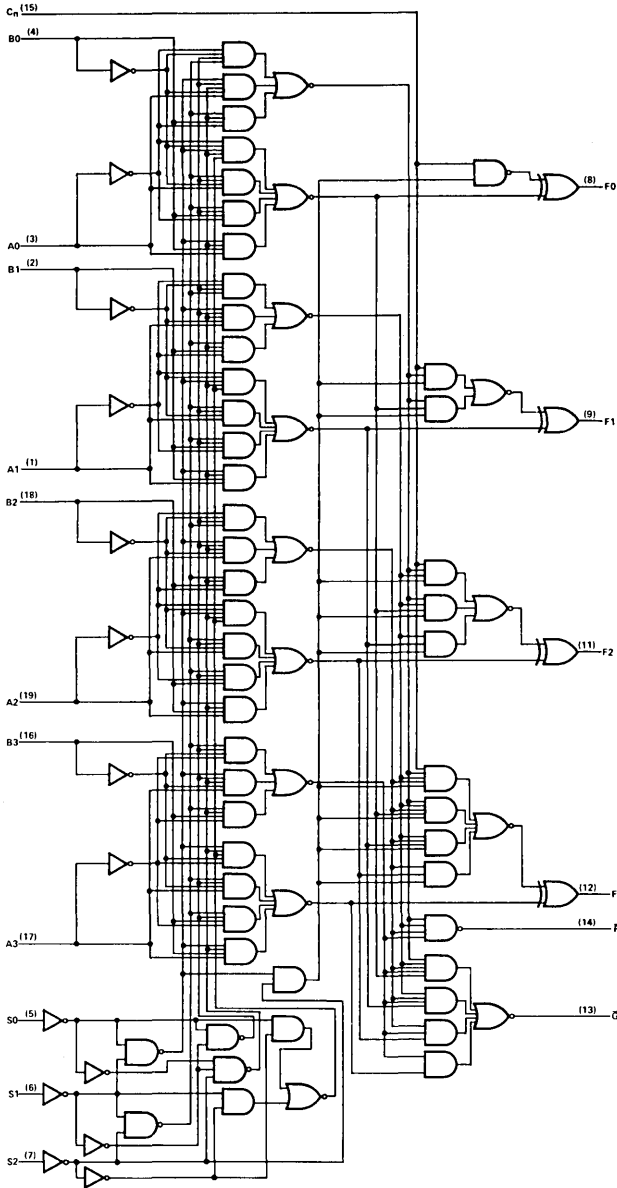 Cn (15)
B0 (4)
(8) F0
A0 (3)
B1 (2)
(9) F1
A1 (1)
B2 (18)
(11) F2
A2 (19)
B3 (16)
(12) F
(14)
A3 (17)
(13)
S0 (5)
S1 (6)
S2 (7)